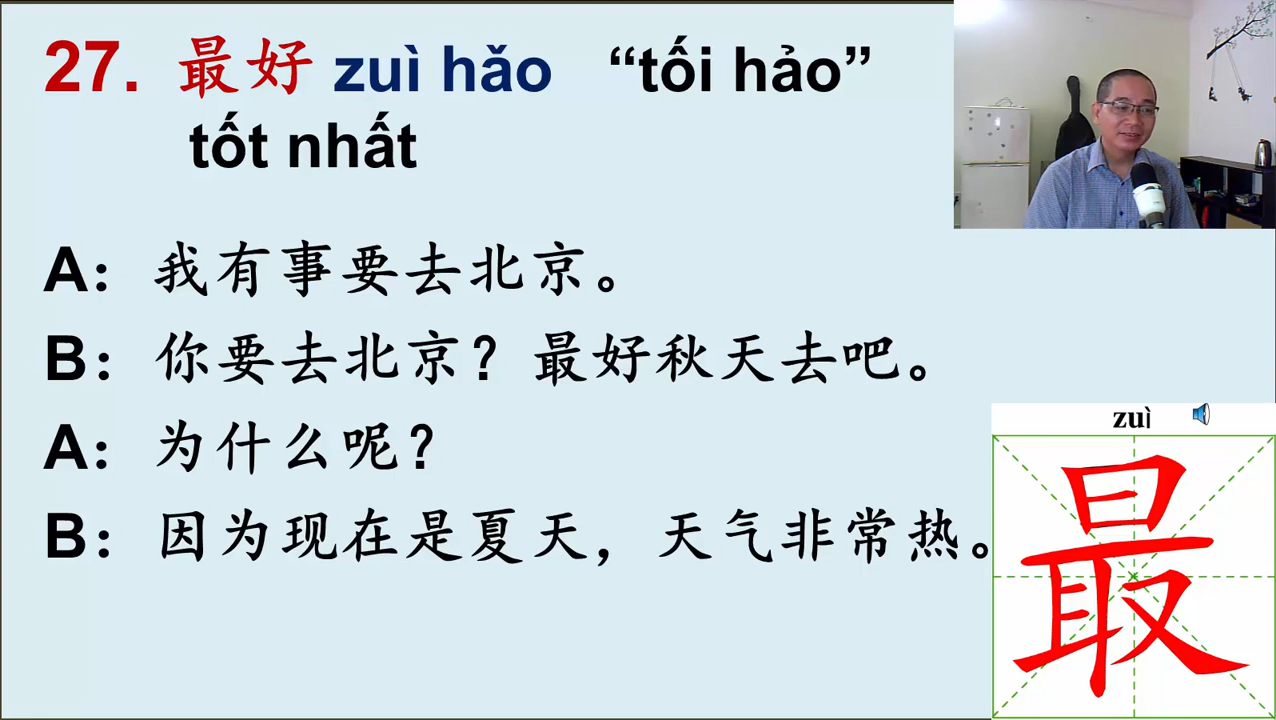 27. 最好 zuì hǎo “tối hảo”
tốt nhất
A：我有事要去北京。
B：你要去北京？最好秋天去吧。
A：为什么呢？
B：因为现在是夏天，天气非常热。
zuì
最